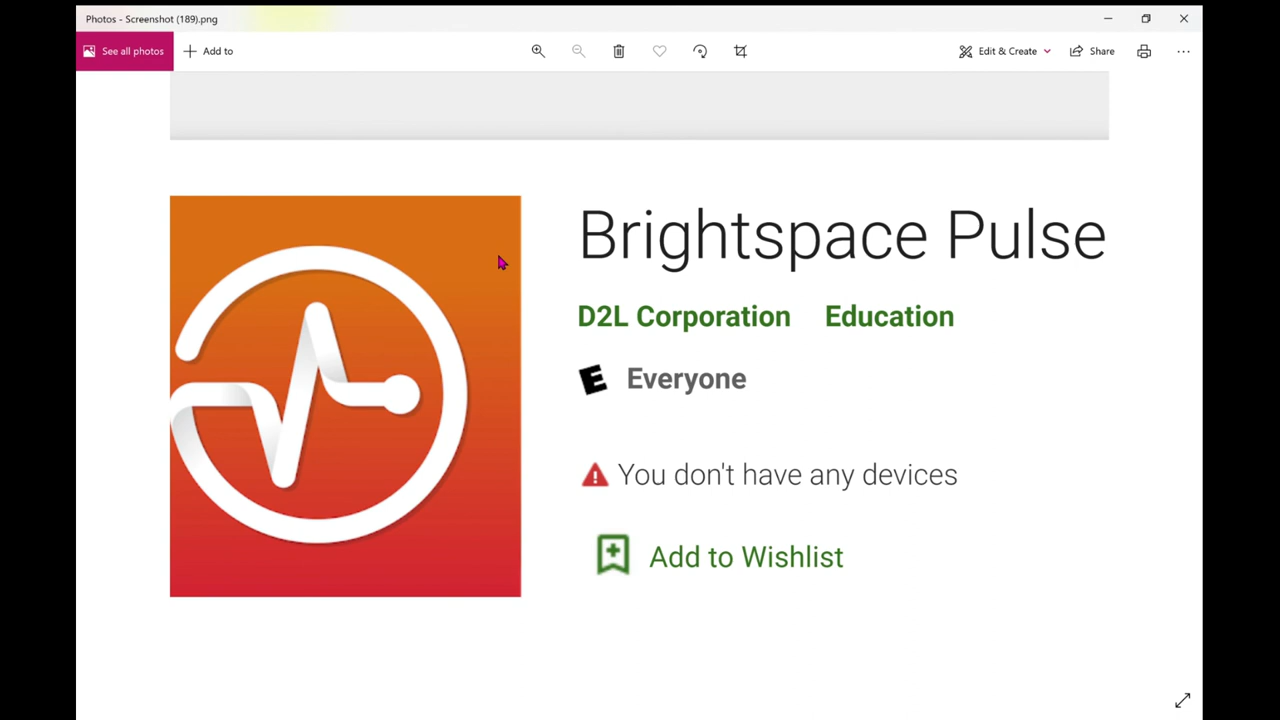 Photos - Screenshot (189).png
See all photos
Add to
Edit & Create
Share
Brightspace Pulse
D2L Corporation Education
E Everyone
You don't have any devices
Add to Wishlist